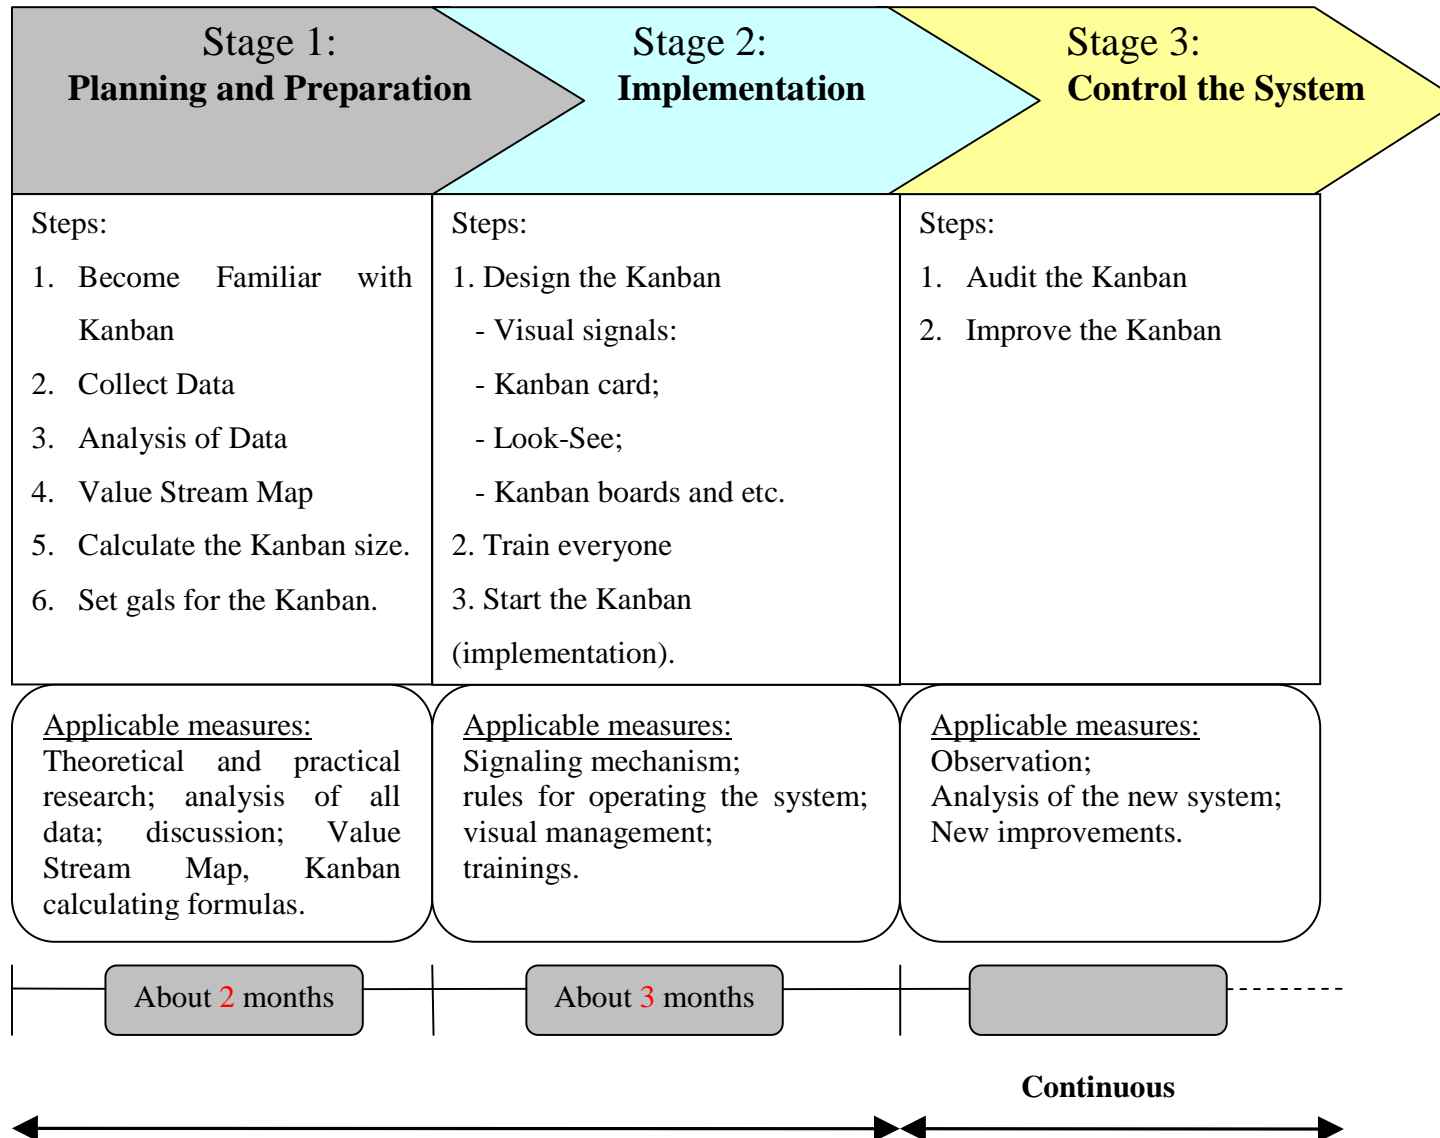 Stage 1:
Planning and Preparation
Stage 2:
Implementation
Stage 3:
Control the System
Steps:
1. Become Familiar with
Kanban
2. Collect Data
3. Analysis of Data
4. Value Stream Map
5. Calculate the Kanban size.
6. Set gals for the Kanban.
Steps:
1. Design the Kanban
- Visual signals:
- Kanban card;
- Look-See;
- Kanban boards and etc.
2. Train everyone
3. Start the Kanban
(implementation).
Steps:
1. Audit the Kanban
2. Improve the Kanban
Applicable measures:
Theoretical and practical
research; analysis of all
data; discussion; Value
Stream Map, Kanban
calculating formulas.
Applicable measures:
Signaling mechanism;
rules for operating the system;
visual management;
trainings.
Applicable measures:
Observation;
Analysis of the new system;
New improvements.
About 2 months
About 3 months
Continuous